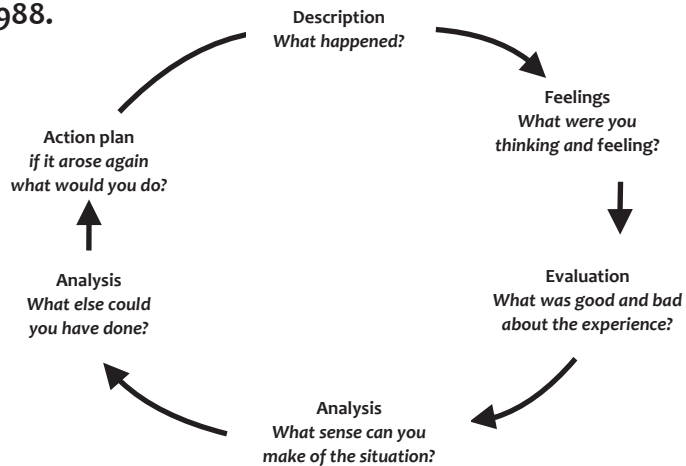 988.
Description
What happened?
Feelings
What were you
thinking and feeling?
Evaluation
What was good and bad
about the experience?
Analysis
What sense can you
make of the situation?
Analysis
What else could
you have done?
Action plan
if it arose again
what would you do?